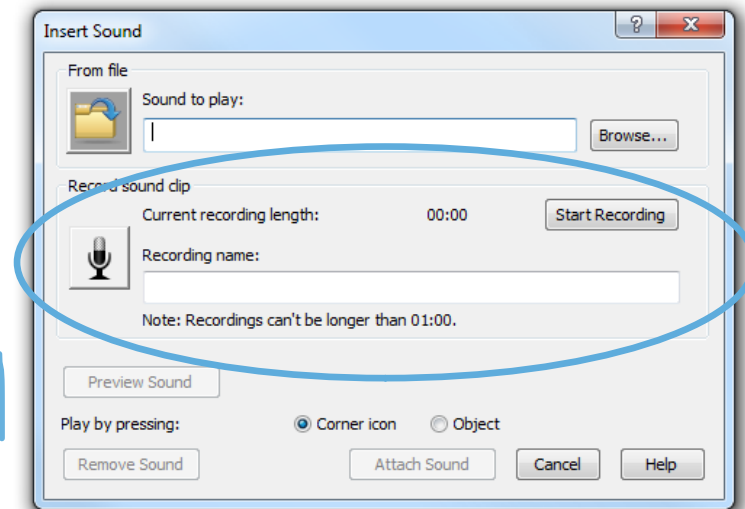 Insert Sound
From file
Sound to play:
Browse...
Record sound clip
Current recording length: 00:00 Start Recording
Recording name:
Note: Recordings can't be longer than 01:00.
Preview Sound
Play by pressing: Corner icon Object
Remove Sound Attach Sound Cancel Help